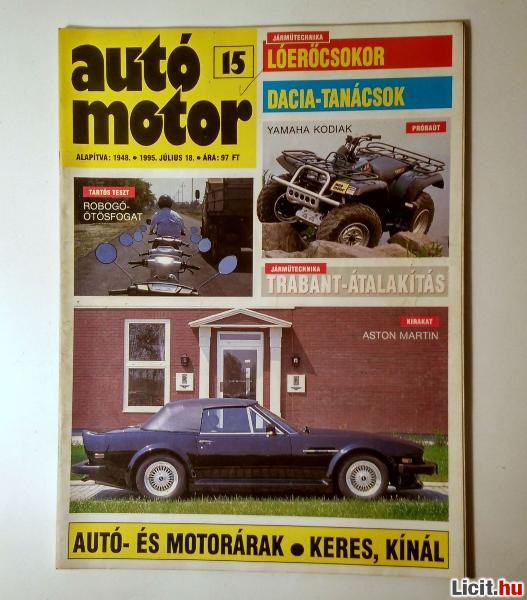 autó
motor
15
ALAPÍTVA: 1948. • 1995. JÚLIUS 18. • ÁRA: 97 FT
JÁRMŰTECHNIKA
LÓERŐCSOKOR
DACIA-TANÁCSOK
YAMAHA KODIAK
PRÓBAÚT
TARTÓS TESZT
ROBOGÓ-
ÖTÖSFOGAT
JÁRMŰTECHNIKA
TRABANT-ÁTALAKÍTÁS
KIRAKAT
ASTON MARTIN
AUTÓ- ÉS MOTORÁRAK • KERES, KÍNÁL
Licit.hu